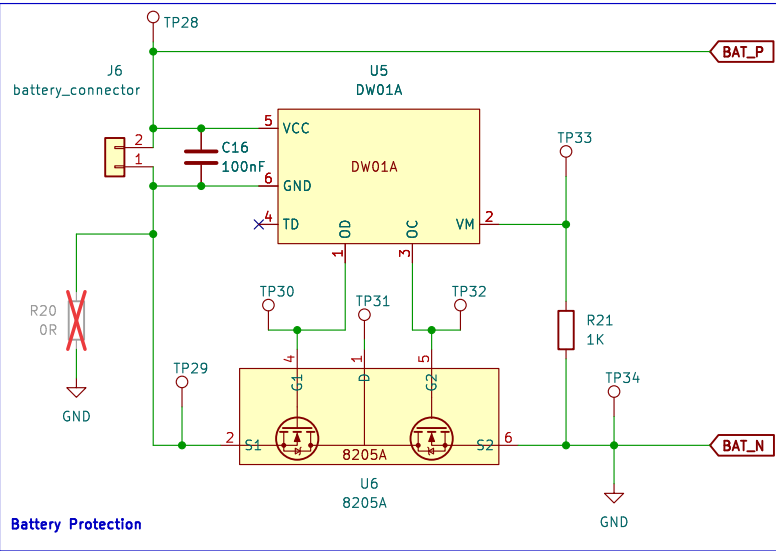 TP28
BAT_P
J6
battery_connector
U5
DW01A
5
VCC
2
1
C16
100nF
DW01A
TP33
6
GND
4
TD
OD
OC
VM
2
1
3
R20
0R
TP30
TP31
TP32
R21
1K
4
1
5
GND
TP29
G1
D
G2
TP34
2
S1
8205A
S2
6
BAT_N
U6
8205A
GND
Battery Protection